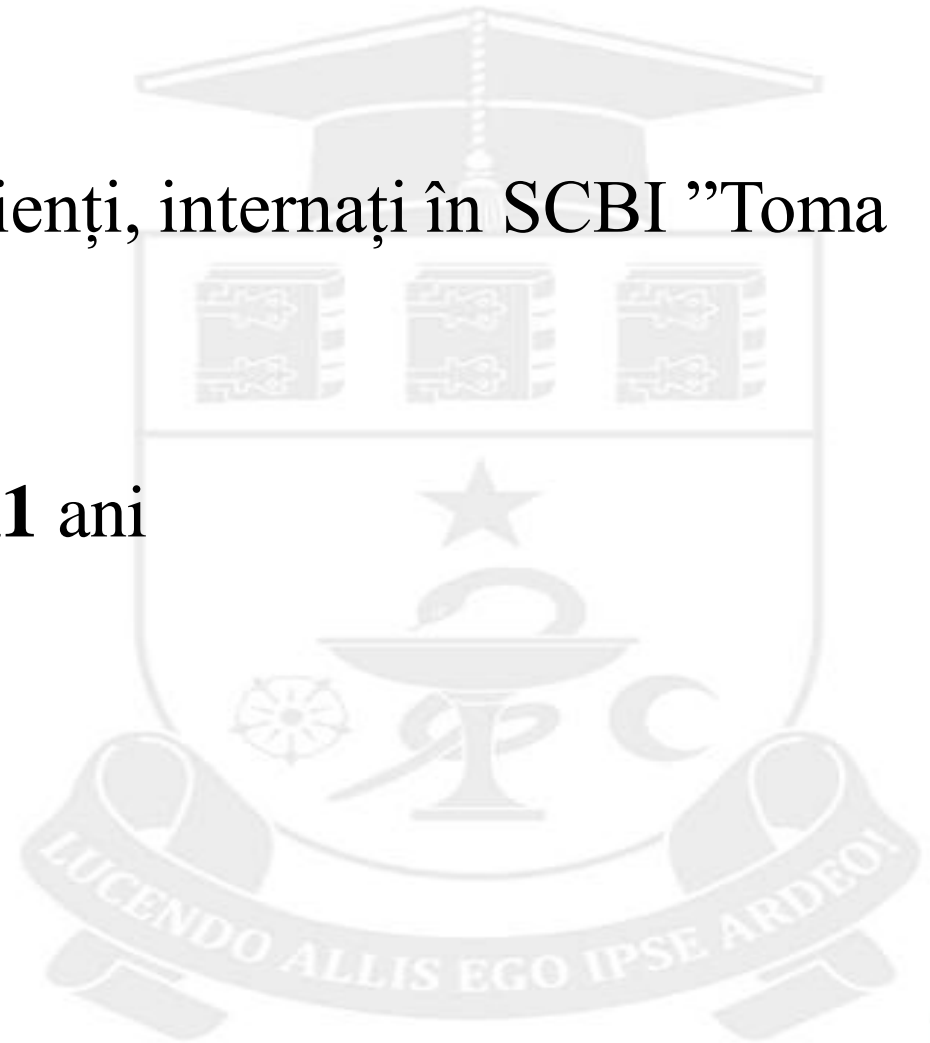 ienți, internați în SCBI ”Toma
1 ani
LUCENDO ALLIS EGO IPSE ARDEO!